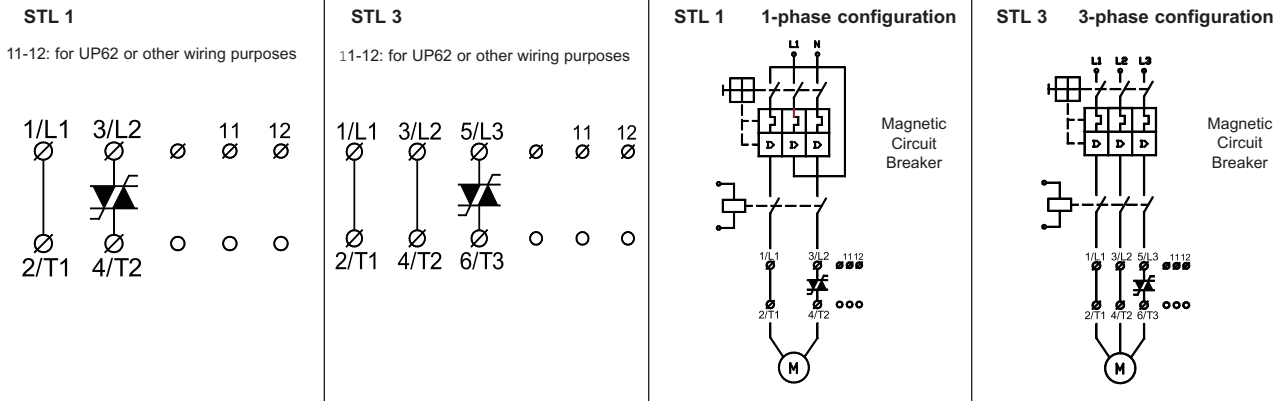 STL 1
11-12: for UP62 or other wiring purposes
1/L1 3/L2 11 12
2/T1 4/T2
STL 3
11-12: for UP62 or other wiring purposes
1/L1 3/L2 5/L3 11 12
2/T1 4/T2 6/T3
STL 1 1-phase configuration
L1 N
Magnetic
Circuit
Breaker
1/L1 3/L2 11 12
2/T1 4/T2
M
STL 3 3-phase configuration
L1 L2 L3
Magnetic
Circuit
Breaker
1/L1 3/L2 5/L3 11 12
2/T1 4/T2 6/T3
M